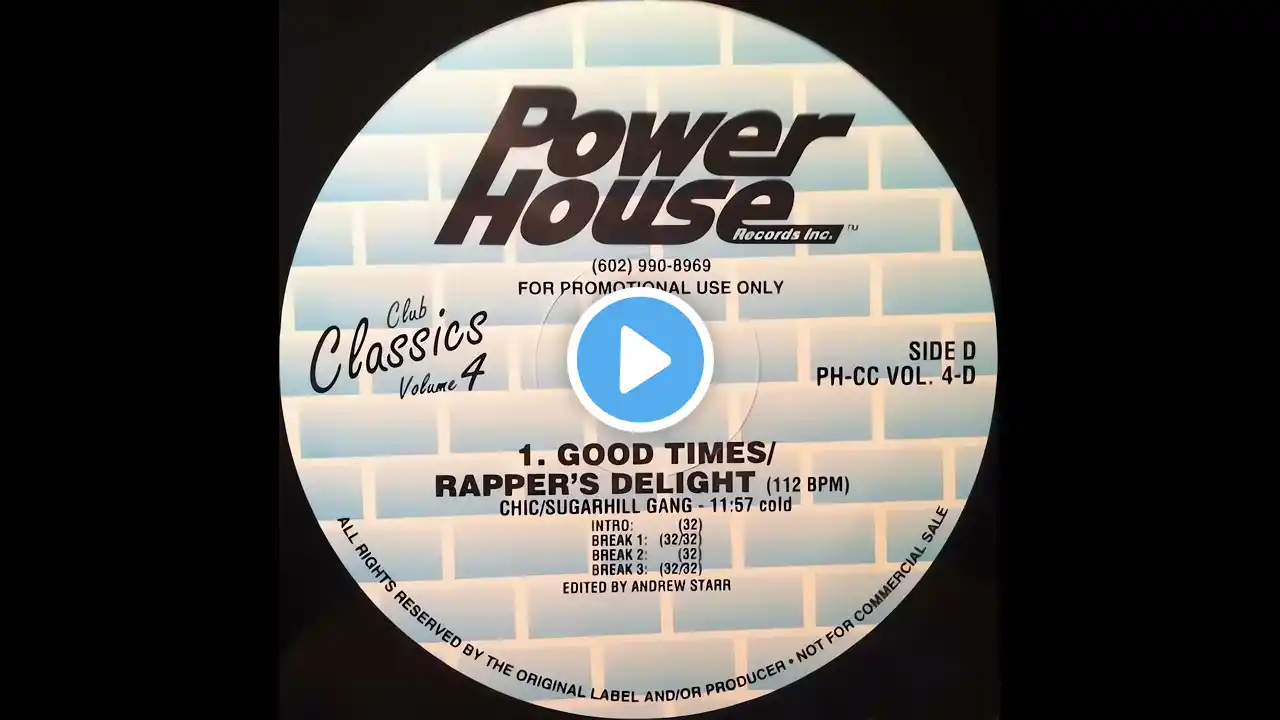 Power
House
Records Inc.™
(602) 990-8969
FOR PROMOTIONAL USE ONLY
Club
Classics
Volume 4
SIDE D
PH-CC VOL. 4-D
1. GOOD TIMES/
RAPPER'S DELIGHT (112 BPM)
CHIC/SUGARHILL GANG - 11:57 cold
INTRO: (32)
BREAK 1: (32/32)
BREAK 2: (32)
BREAK 3: (32/32)
EDITED BY ANDREW STARR
ALL RIGHTS RESERVED BY THE ORIGINAL LABEL AND/OR PRODUCER • NOT FOR COMMERCIAL SALE